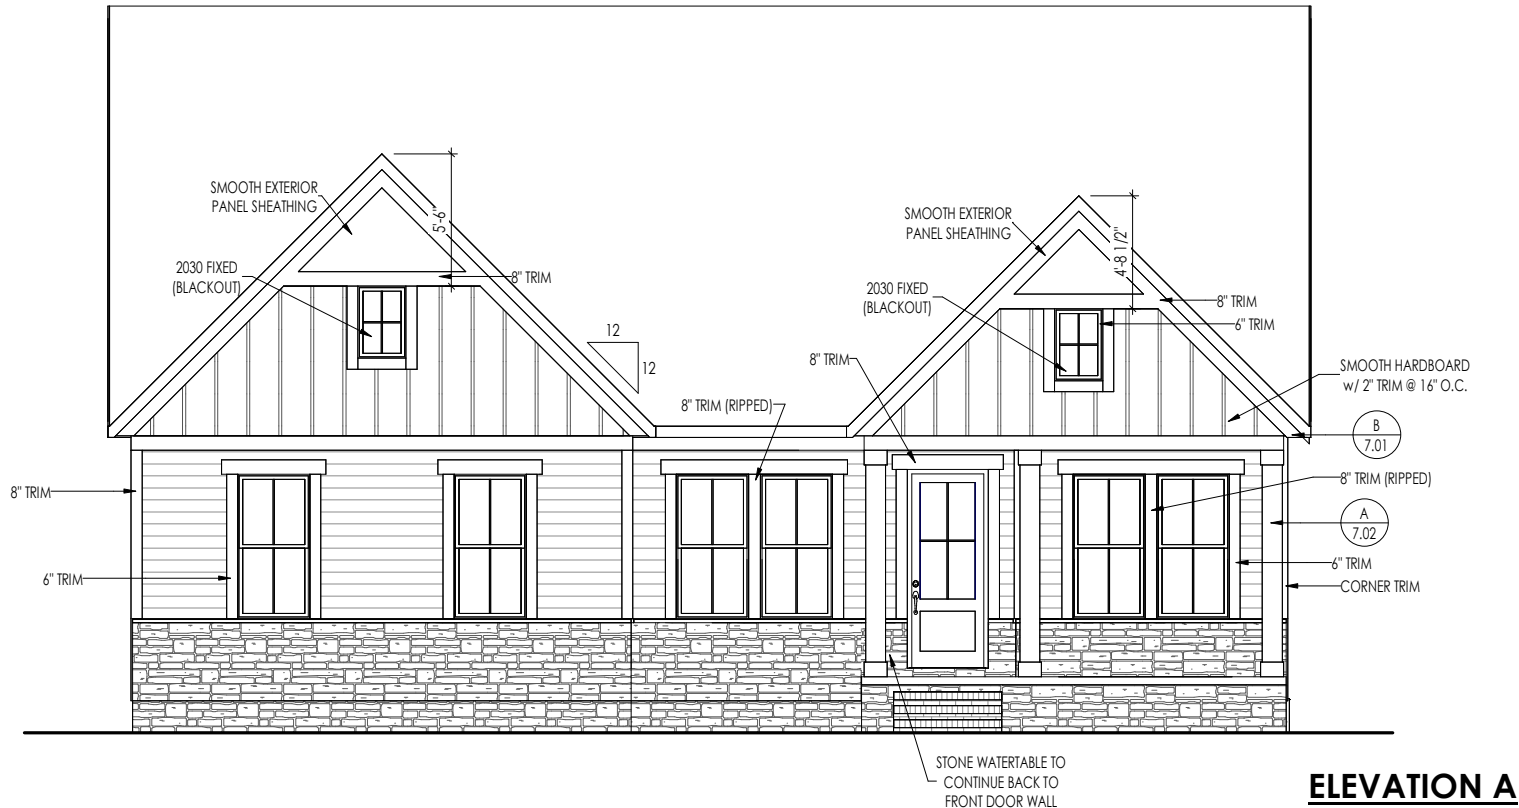 SMOOTH EXTERIOR
PANEL SHEATHING
5'-6"
2030 FIXED
(BLACKOUT)
8" TRIM
12
12
SMOOTH EXTERIOR
PANEL SHEATHING
4'-8 1/2"
2030 FIXED
(BLACKOUT)
8" TRIM
6" TRIM
8" TRIM
SMOOTH HARDBOARD
w/ 2" TRIM @ 16" O.C.
8" TRIM (RIPPED)
B
7.01
8" TRIM
8" TRIM (RIPPED)
A
7.02
6" TRIM
6" TRIM
CORNER TRIM
STONE WATERTABLE TO
CONTINUE BACK TO
FRONT DOOR WALL
ELEVATION A